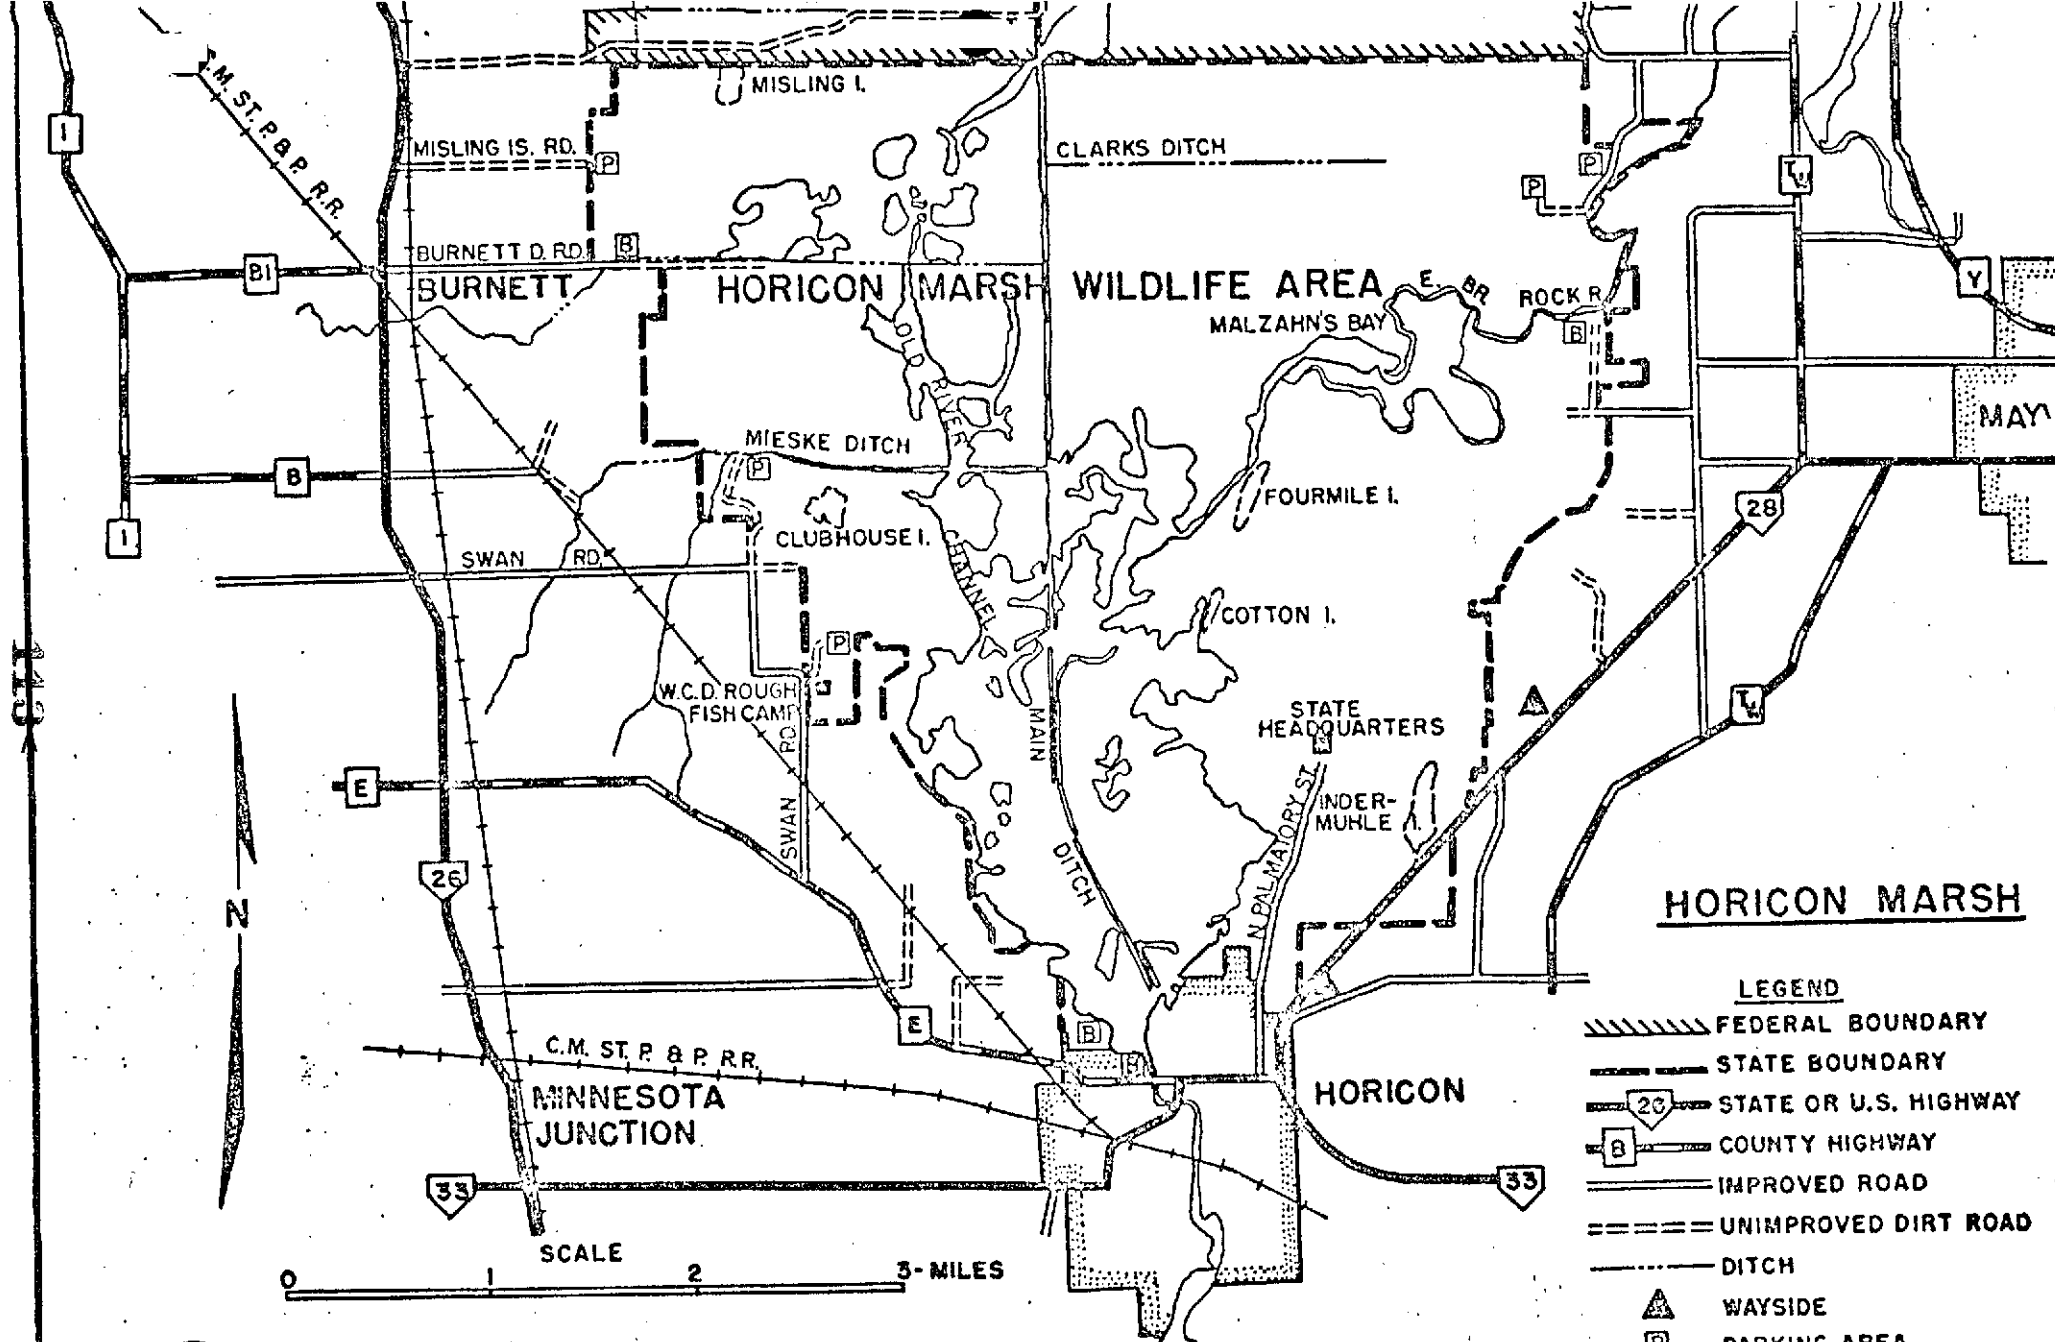 MISLING I.
C.M. ST. P. & P. R.R.
I
MISLING IS. RD.
P
CLARKS DITCH
P
P
BURNETT D. RD.
B
BI
BURNETT
HORICON MARSH WILDLIFE AREA
E. BR. ROCK R.
Y
MALZAHN'S BAY
B
OLD RIVER CHANNEL
MAY
MIESKE DITCH
P
B
I
FOURMILE I.
28
CLUBHOUSE I.
SWAN RD.
COTTON I.
P
W.C.D. ROUGH
FISH CAMP
MAIN DITCH
STATE
HEADQUARTERS
SWAN RD.
E
N. PALMATORY ST.
INDER-
MUHLE I.
26
N
HORICON MARSH
E
B
C.M. ST. P. & P. R.R.
MINNESOTA
JUNCTION
HORICON
33
33
SCALE
0 1 2 3-MILES
LEGEND
FEDERAL BOUNDARY
STATE BOUNDARY
26 STATE OR U.S. HIGHWAY
B COUNTY HIGHWAY
IMPROVED ROAD
UNIMPROVED DIRT ROAD
DITCH
WAYSIDE
P PARKING AREA